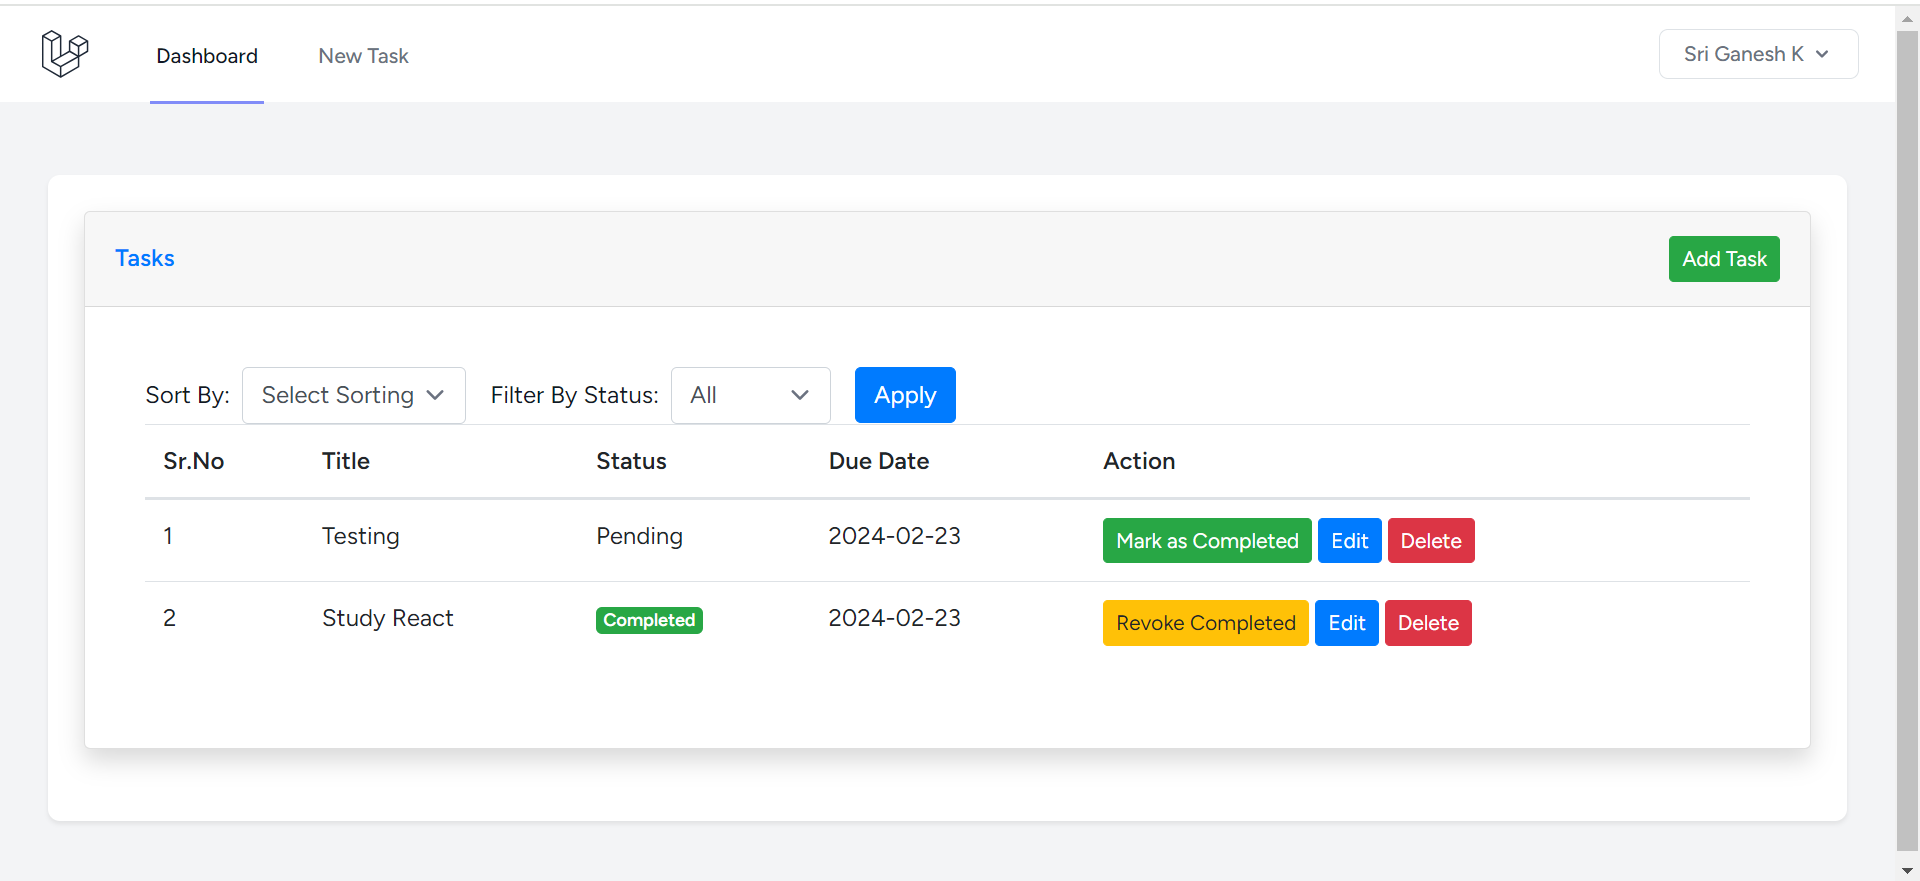 Dashboard New Task Sri Ganesh K
Tasks Add Task
Sort By: Select Sorting Filter By Status: All Apply
Sr.No Title Status Due Date Action
1 Testing Pending 2024-02-23 Mark as Completed Edit Delete
2 Study React Completed 2024-02-23 Revoke Completed Edit Delete